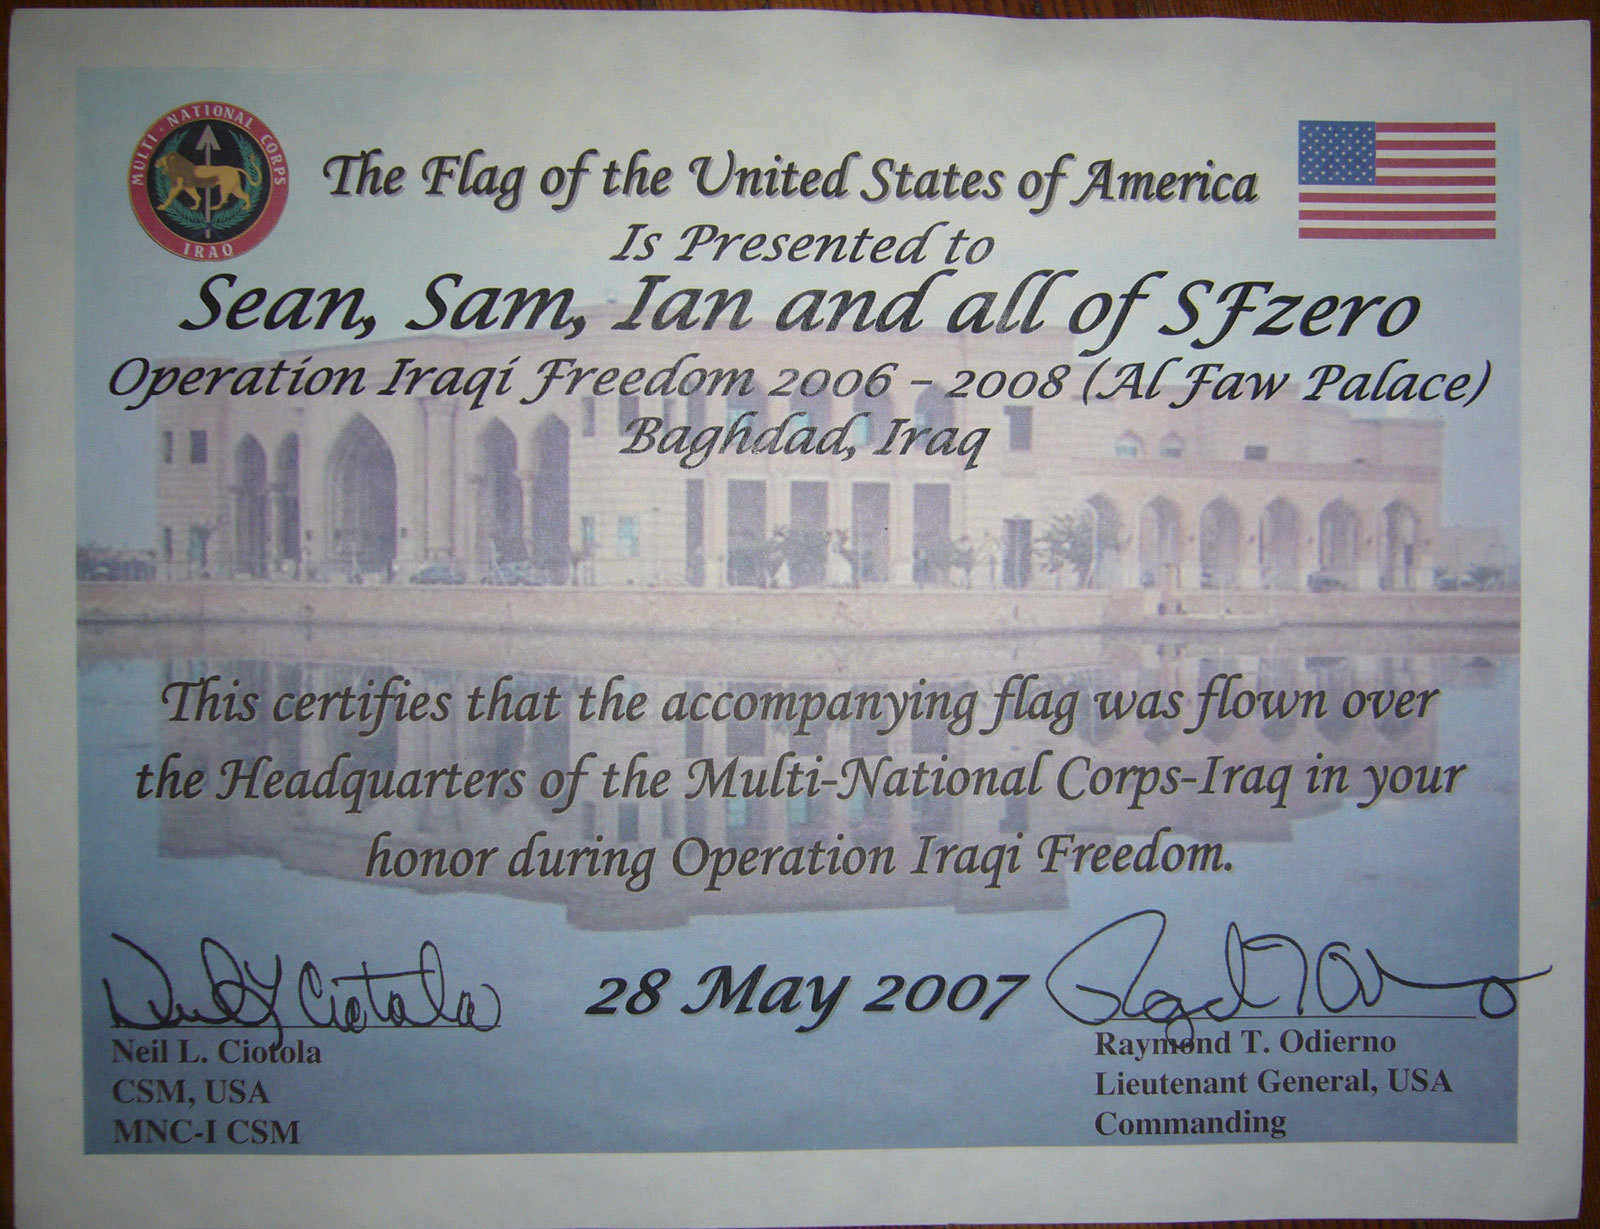 MULTI-NATIONAL CORPS
IRAQ
The Flag of the United States of America
Is Presented to
Sean, Sam, Ian and all of SFzero
Operation Iraqi Freedom 2006 – 2008 (Al Faw Palace)
Baghdad, Iraq
This certifies that the accompanying flag was flown over
the Headquarters of the Multi-National Corps-Iraq in your
honor during Operation Iraqi Freedom.
28 May 2007
Neil L. Ciotola
Neil L. Ciotola
CSM, USA
MNC-I CSM
Raymond T. Odierno
Lieutenant General, USA
Commanding